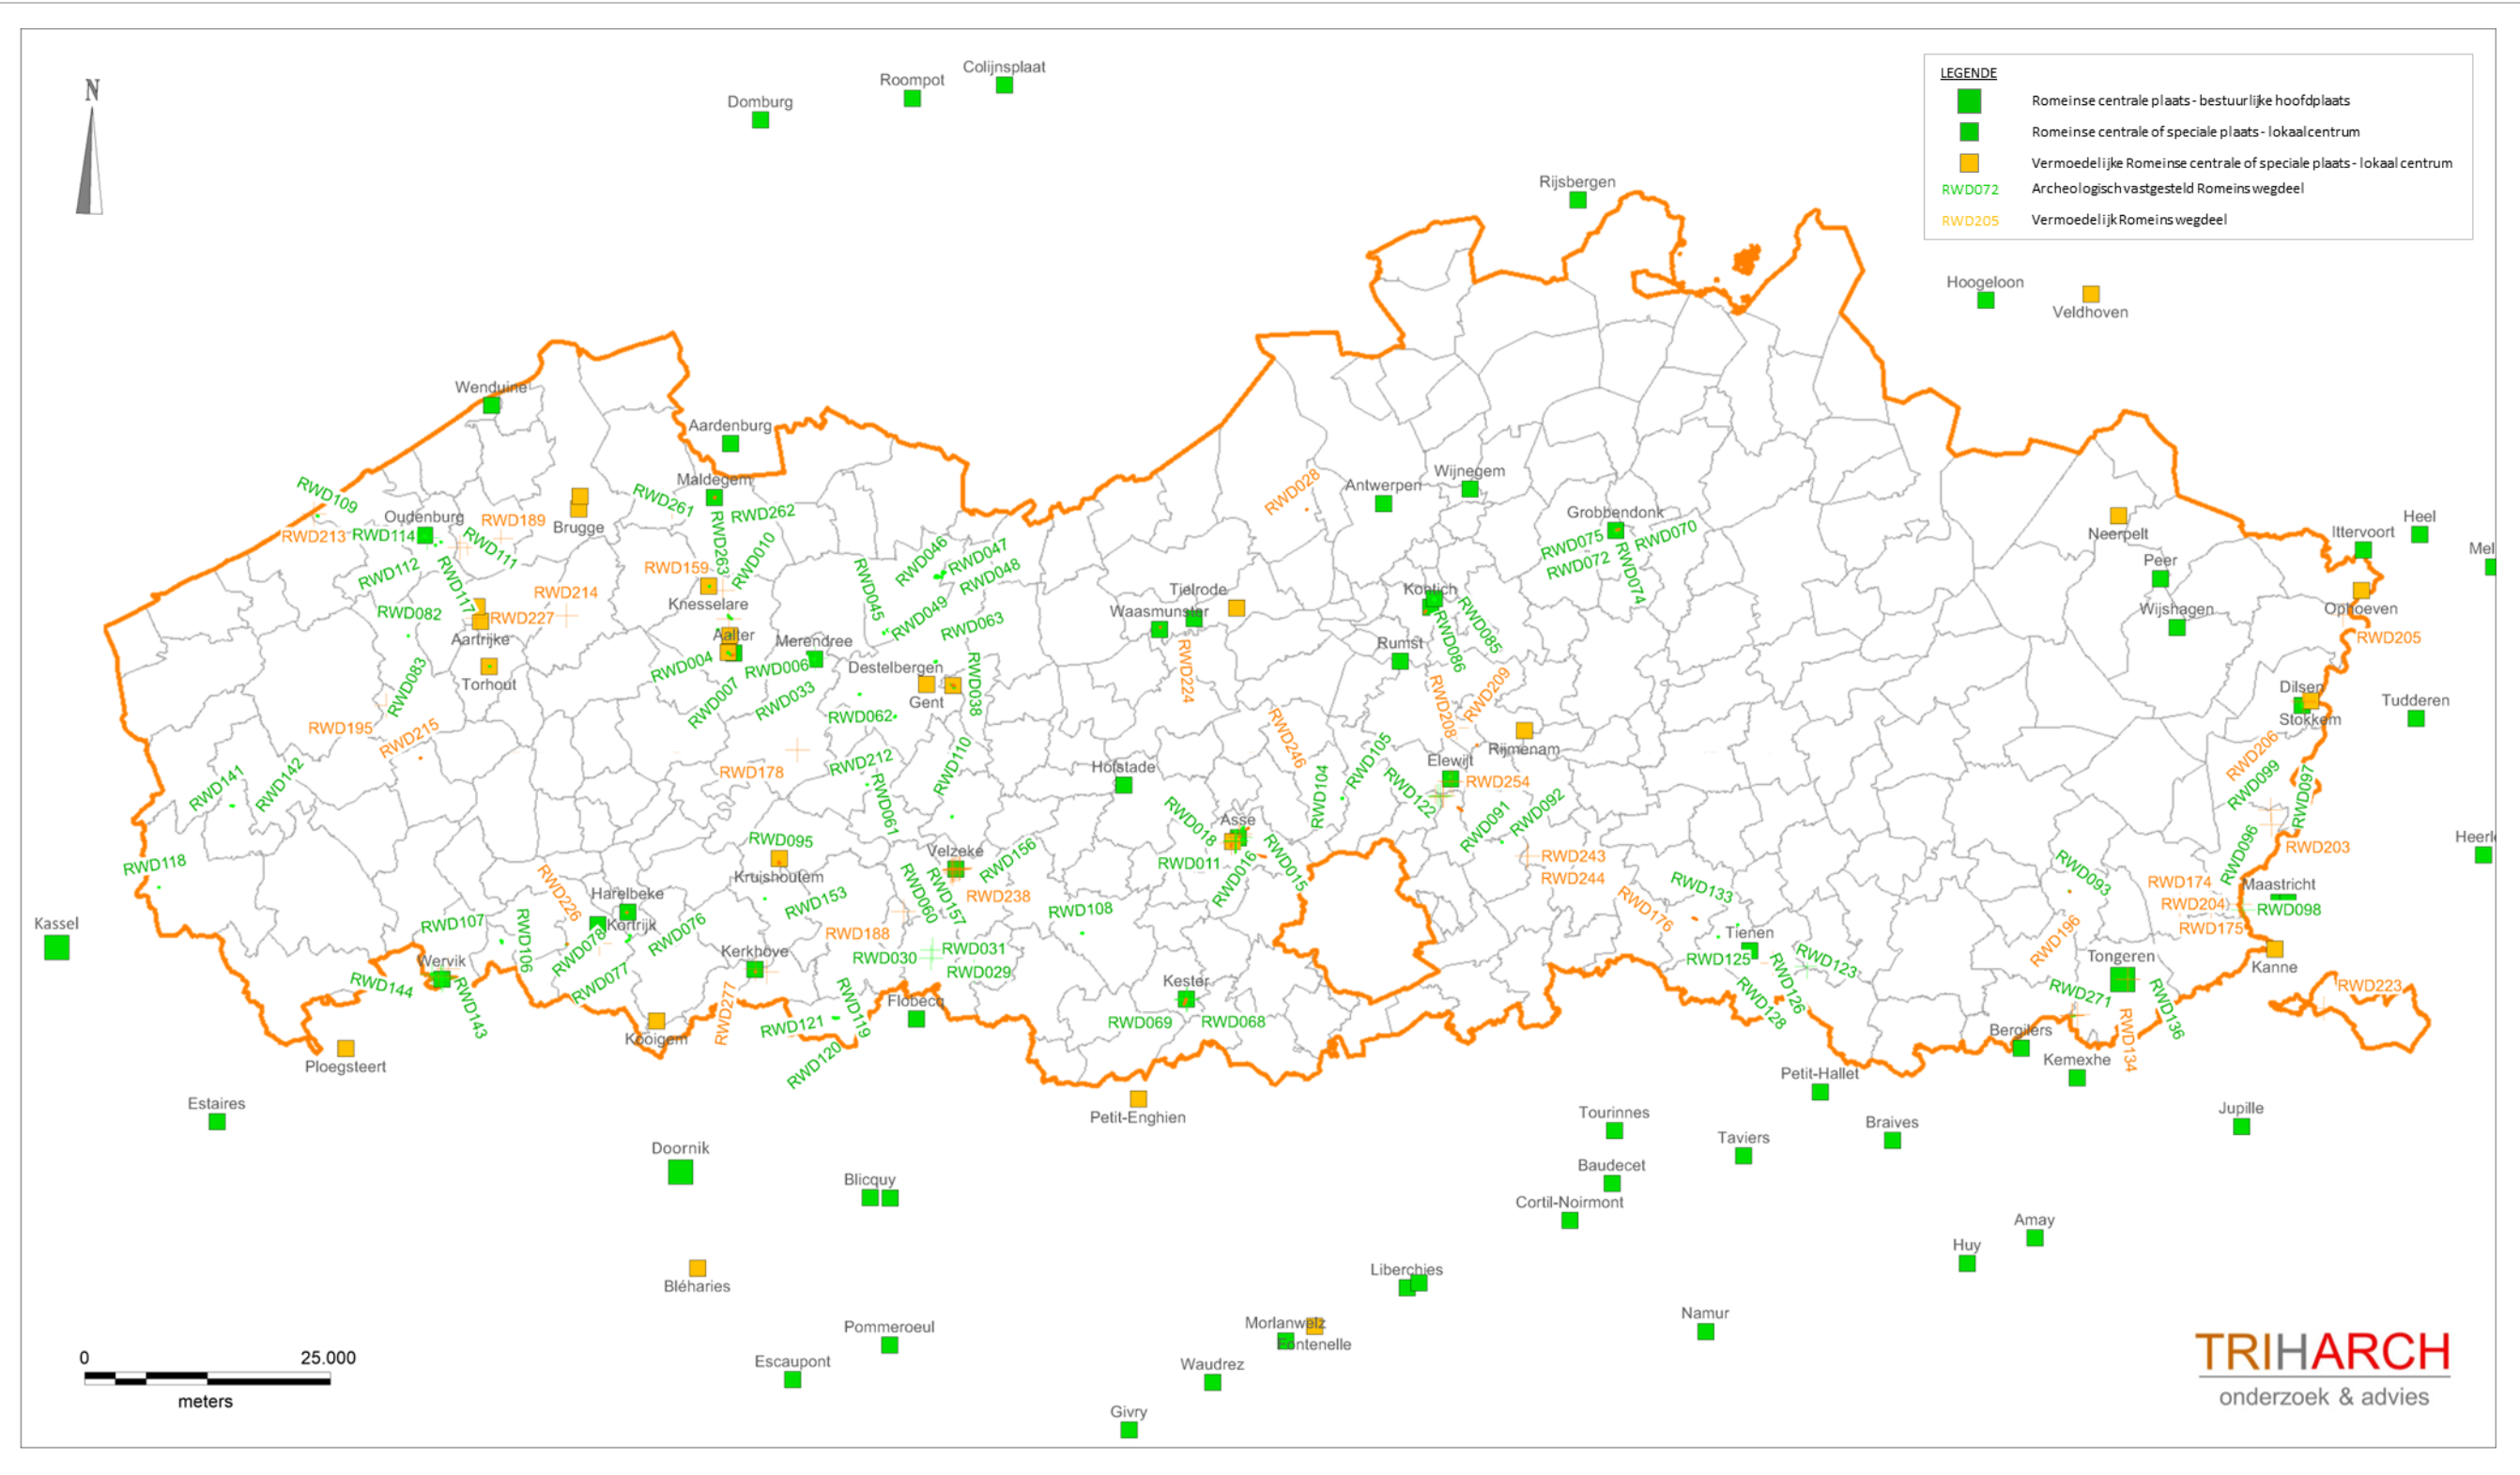 N
Colijnsplaat
Roompot
Domburg
LEGENDE
Romeinse centrale plaats - bestuurlijke hoofdplaats
Romeinse centrale of speciale plaats - lokaal centrum
Vermoedelijke Romeinse centrale of speciale plaats - lokaal centrum
RWD072 Archeologisch vastgesteld Romeins wegdeel
RWD205 Vermoedelijk Romeins wegdeel
Rijsbergen
Hoogeloon
Veldhoven
Wenduine
Aardenburg
Maldegem
RWD261
RWD262
RWD263
RWD010
RWD109
RWD213
RWD114
Oudenburg
RWD189
RWD111
Brugge
RWD112
RWD117
RWD082
RWD214
RWD227
Aartrijke
RWD083
Torhout
RWD159
Knesselare
Aalter
Merendree
RWD004
RWD006
RWD007
RWD033
RWD045
RWD046
RWD047
RWD048
RWD049
RWD063
Destelbergen
Gent
RWD038
RWD062
RWD028
Antwerpen
Wijnegem
Grobbendonk
RWD075
RWD070
RWD072
RWD074
Tielrode
Waasmunster
RWD224
Kontich
RWD085
RWD086
Rumst
RWD208
RWD209
Rijmenam
Neerpelt
Peer
Wijshagen
Ittervoort
Heel
Mel
Ophoeven
RWD205
Dilsen
Stokkem
Tudderen
RWD195
RWD215
RWD141
RWD142
RWD118
RWD178
RWD212
RWD061
RWD110
Hofstade
RWD246
RWD104
RWD105
RWD122
Elewijt
RWD254
RWD091
RWD092
RWD018
Asse
RWD011
RWD016
RWD015
RWD243
RWD244
RWD206
RWD099
RWD097
RWD203
RWD096
Heerl
RWD095
Kruishoutem
RWD153
Velzeke
RWD156
RWD060
RWD157
RWD238
RWD108
RWD188
RWD031
RWD030
RWD029
RWD226
Harelbeke
Kortrijk
RWD107
RWD106
RWD078
RWD076
RWD077
Kerkhove
Wervik
RWD144
RWD143
Kassel
RWD277
Kooigem
RWD119
RWD121
RWD120
Flobecq
Kester
RWD069
RWD068
RWD176
RWD133
Tienen
RWD125
RWD123
RWD126
RWD128
RWD093
RWD174
RWD204
RWD175
Maastricht
RWD098
RWD196
Tongeren
Kanne
RWD271
RWD136
RWD134
RWD223
Bergilers
Kemexhe
Ploegsteert
Petit-Enghien
Petit-Hallet
Estaires
Tourinnes
Taviers
Braives
Jupille
Doornik
Blicquy
Baudecet
Cortil-Noirmont
Amay
Huy
Bléharies
Liberchies
Namur
Pommeroeul
Morlanwelz
Fontenelle
Escaupont
Waudrez
Givry
0 25.000
meters
TRIHARCH
onderzoek & advies